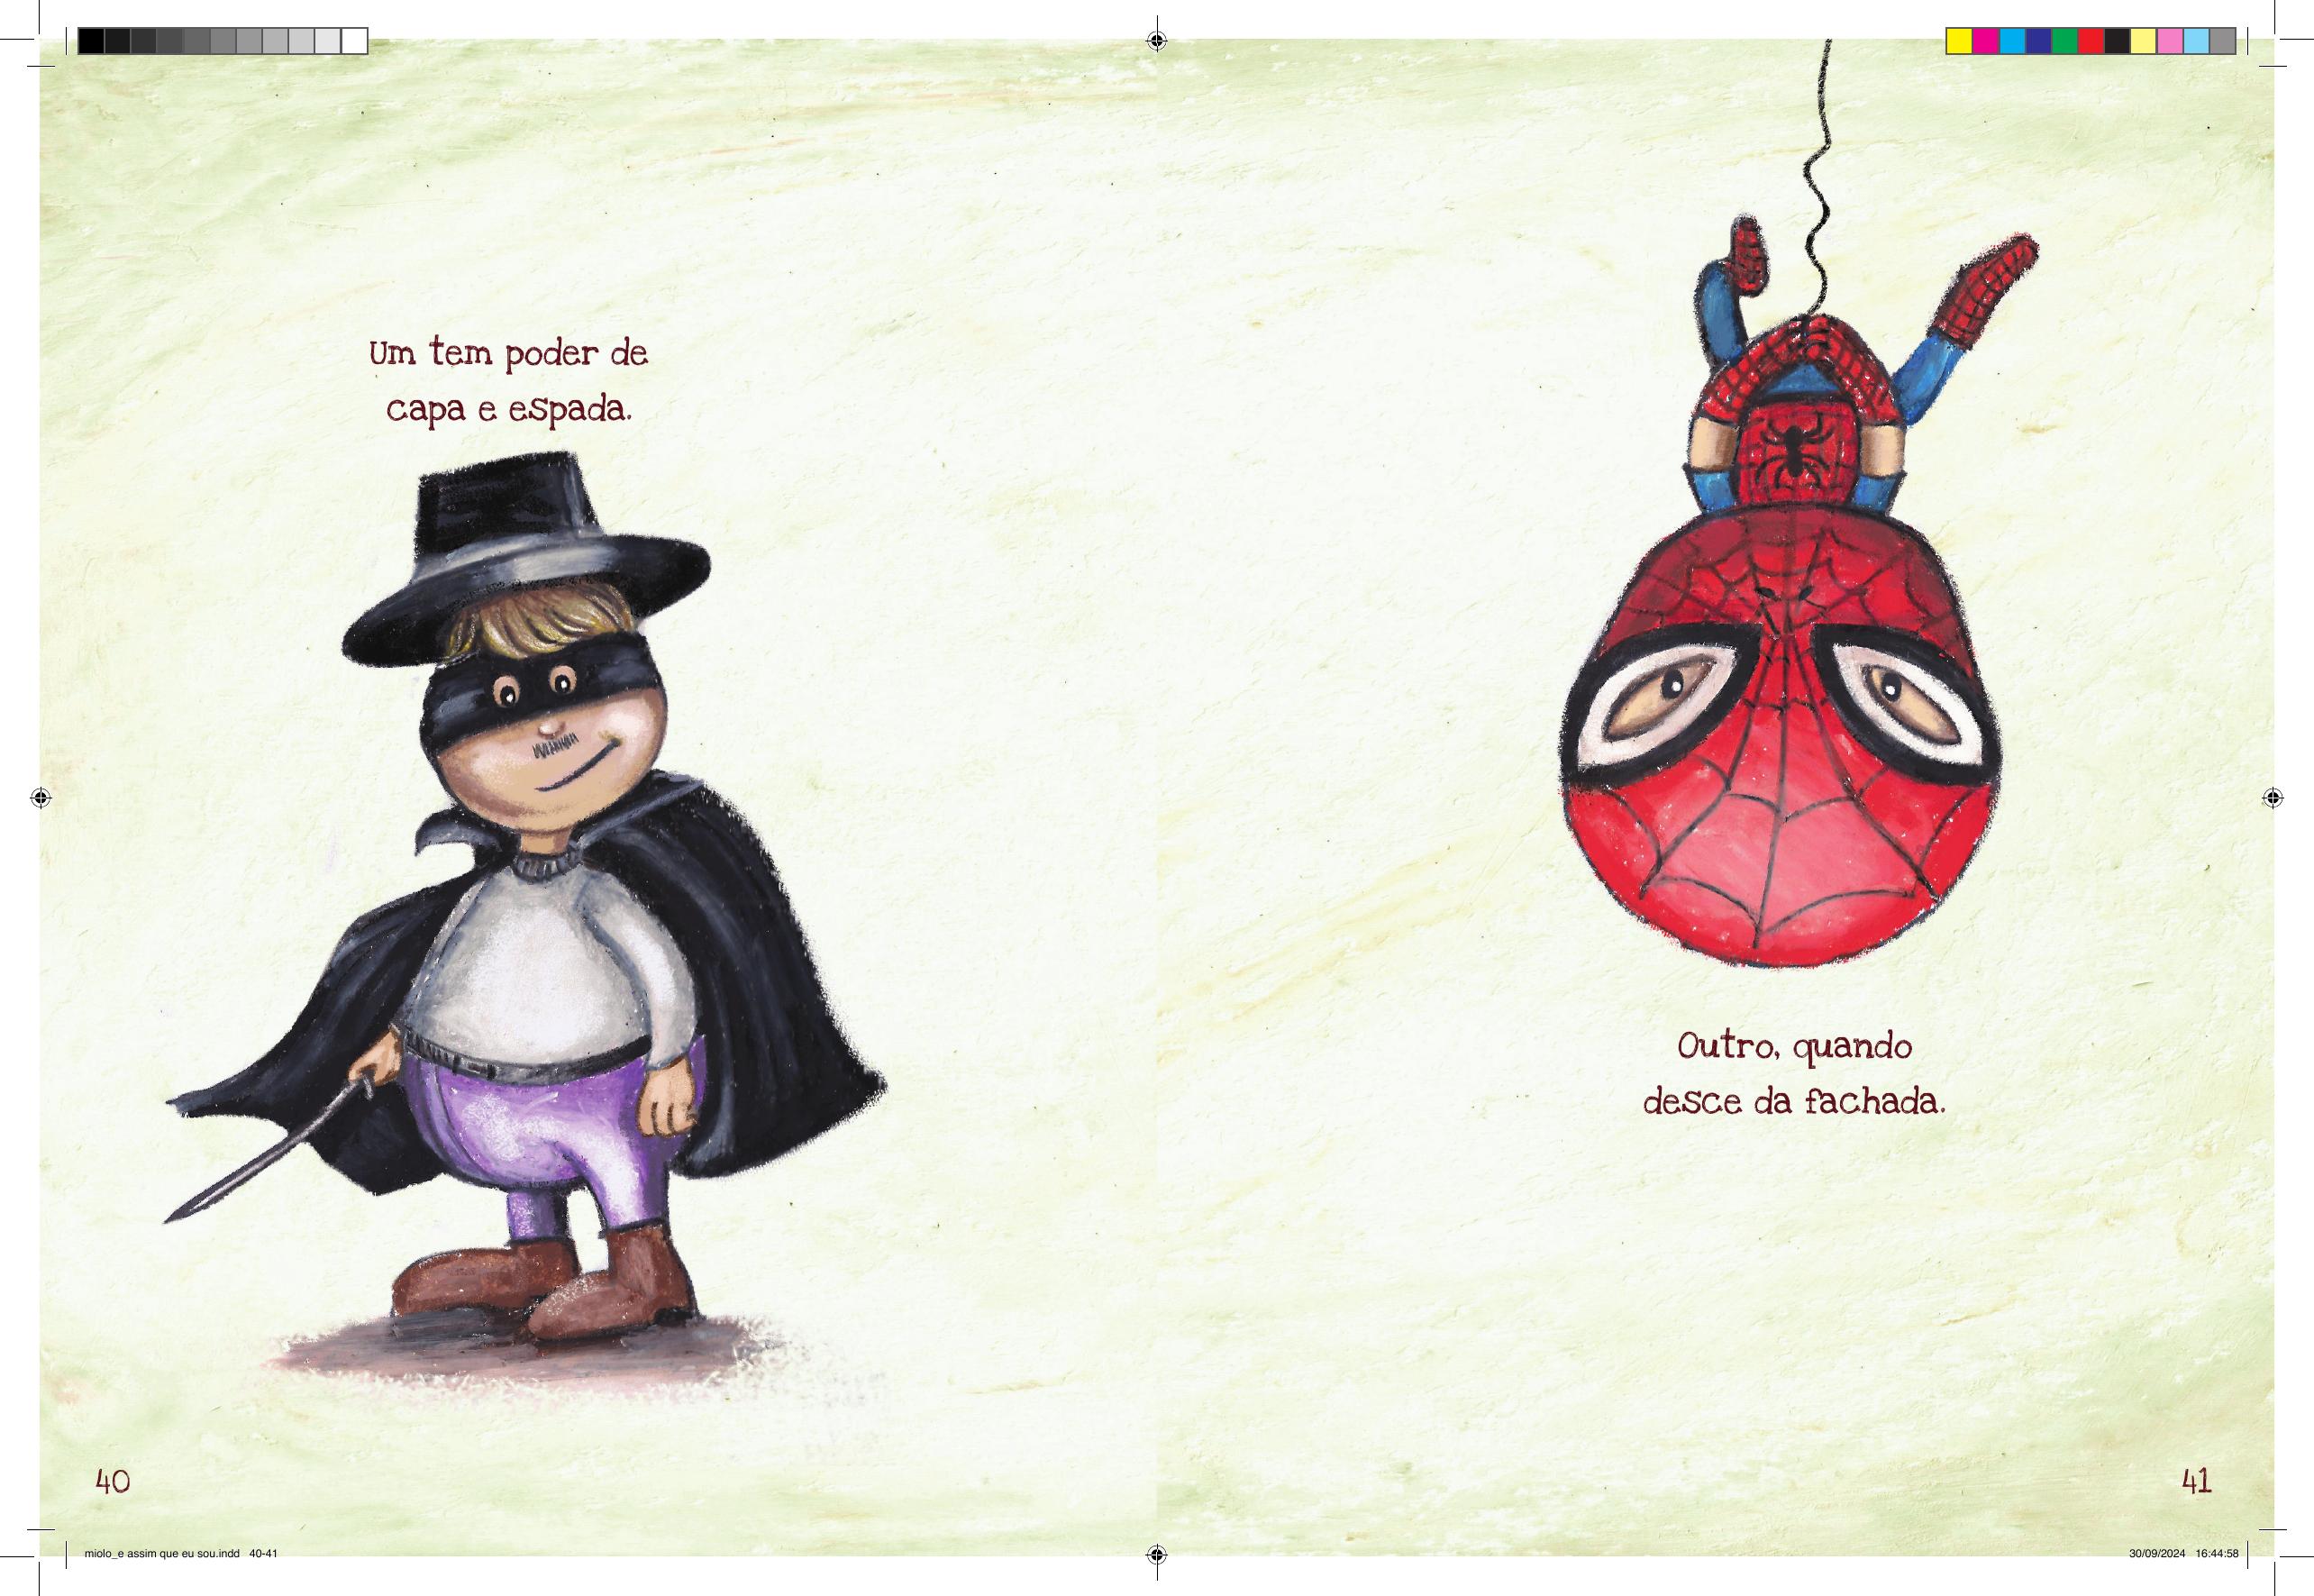 Um tem poder de
capa e espada.
Outro, quando
desce da fachada.
40
41
miolo_e assim que eu sou.indd 40-41
30/09/2024 16:44:58